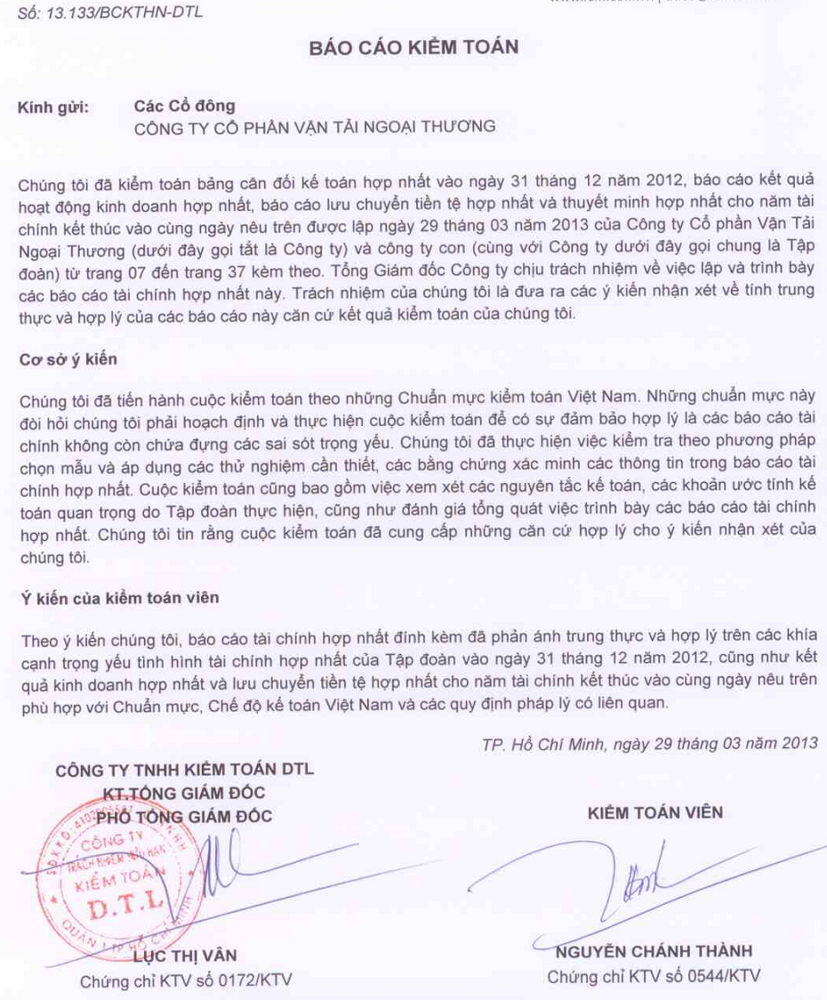 Số: 13.133/BCKTHN-DTL
BÁO CÁO KIỂM TOÁN
Kính gửi: Các Cổ đông
CÔNG TY CỔ PHẦN VẬN TẢI NGOẠI THƯƠNG
Chúng tôi đã kiểm toán bảng cân đối kế toán hợp nhất vào ngày 31 tháng 12 năm 2012, báo cáo kết quả
hoạt động kinh doanh hợp nhất, báo cáo lưu chuyển tiền tệ hợp nhất và thuyết minh hợp nhất cho năm tài
chính kết thúc vào cùng ngày nêu trên được lập ngày 29 tháng 03 năm 2013 của Công ty Cổ phần Vận Tải
Ngoại Thương (dưới đây gọi tắt là Công ty) và công ty con (cùng với Công ty dưới đây gọi chung là Tập
đoàn) từ trang 07 đến trang 37 kèm theo. Tổng Giám đốc Công ty chịu trách nhiệm về việc lập và trình bày
các báo cáo tài chính hợp nhất này. Trách nhiệm của chúng tôi là đưa ra các ý kiến nhận xét về tính trung
thực và hợp lý của các báo cáo này căn cứ kết quả kiểm toán của chúng tôi.
Cơ sở ý kiến
Chúng tôi đã tiến hành cuộc kiểm toán theo những Chuẩn mực kiểm toán Việt Nam. Những chuẩn mực này
đòi hỏi chúng tôi phải hoạch định và thực hiện cuộc kiểm toán để có sự đảm bảo hợp lý là các báo cáo tài
chính không còn chứa đựng các sai sót trọng yếu. Chúng tôi đã thực hiện việc kiểm tra theo phương pháp
chọn mẫu và áp dụng các thử nghiệm cần thiết, các bằng chứng xác minh các thông tin trong báo cáo tài
chính hợp nhất. Cuộc kiểm toán cũng bao gồm việc xem xét các nguyên tắc kế toán, các khoản ước tính kế
toán quan trọng do Tập đoàn thực hiện, cũng như đánh giá tổng quát việc trình bày các báo cáo tài chính
hợp nhất. Chúng tôi tin rằng cuộc kiểm toán đã cung cấp những căn cứ hợp lý cho ý kiến nhận xét của
chúng tôi.
Ý kiến của kiểm toán viên
Theo ý kiến chúng tôi, báo cáo tài chính hợp nhất đính kèm đã phản ánh trung thực và hợp lý trên các khía
cạnh trọng yếu tình hình tài chính hợp nhất của Tập đoàn vào ngày 31 tháng 12 năm 2012, cũng như kết
quả kinh doanh hợp nhất và lưu chuyển tiền tệ hợp nhất cho năm tài chính kết thúc vào cùng ngày nêu trên
phù hợp với Chuẩn mực, Chế độ kế toán Việt Nam và các quy định pháp lý có liên quan.
TP. Hồ Chí Minh, ngày 29 tháng 03 năm 2013
CÔNG TY TNHH KIỂM TOÁN DTL
KT.TỔNG GIÁM ĐỐC
PHÓ TỔNG GIÁM ĐỐC
KIỂM TOÁN VIÊN
CÔNG TY
TRÁCH NHIỆM HỮU HẠN
KIỂM TOÁN
D.T.L
QUẬN 1 TP HỒ CHÍ MINH
LỤC THỊ VÂN
Chứng chỉ KTV số 0172/KTV
NGUYỄN CHÁNH THÀNH
Chứng chỉ KTV số 0544/KTV